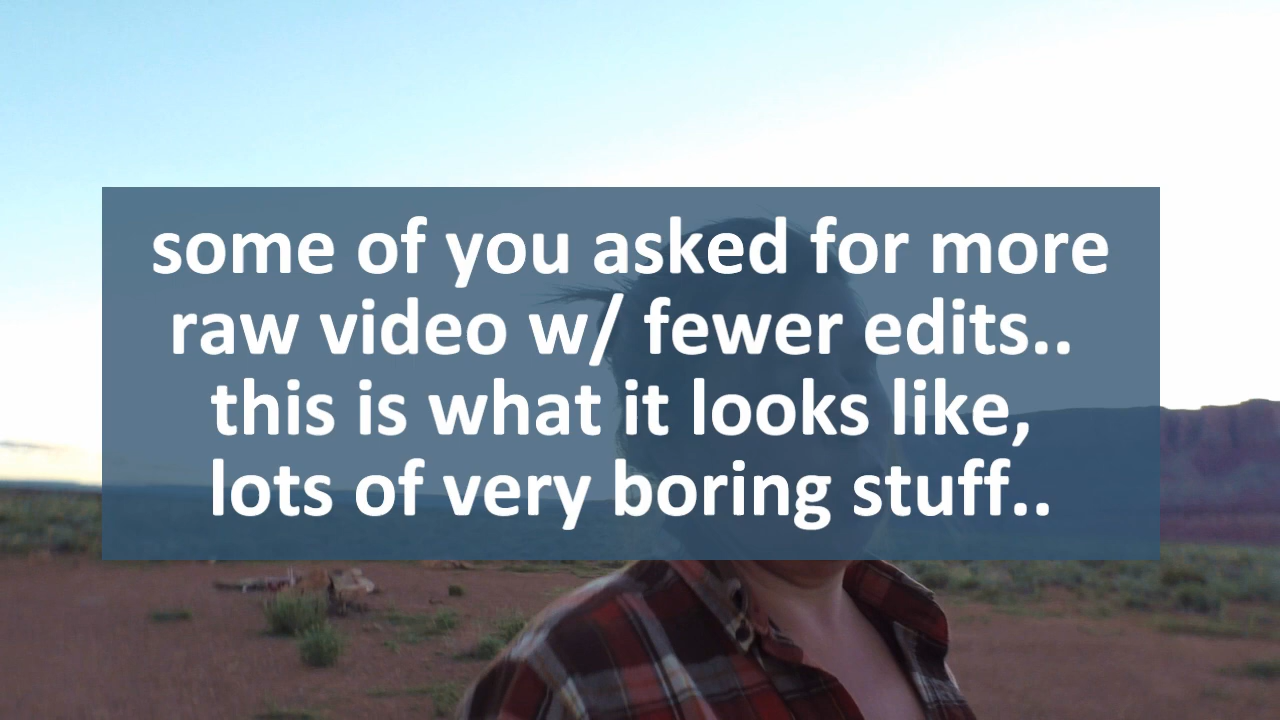 some of you asked for more
raw video w/ fewer edits..
this is what it looks like,
lots of very boring stuff..